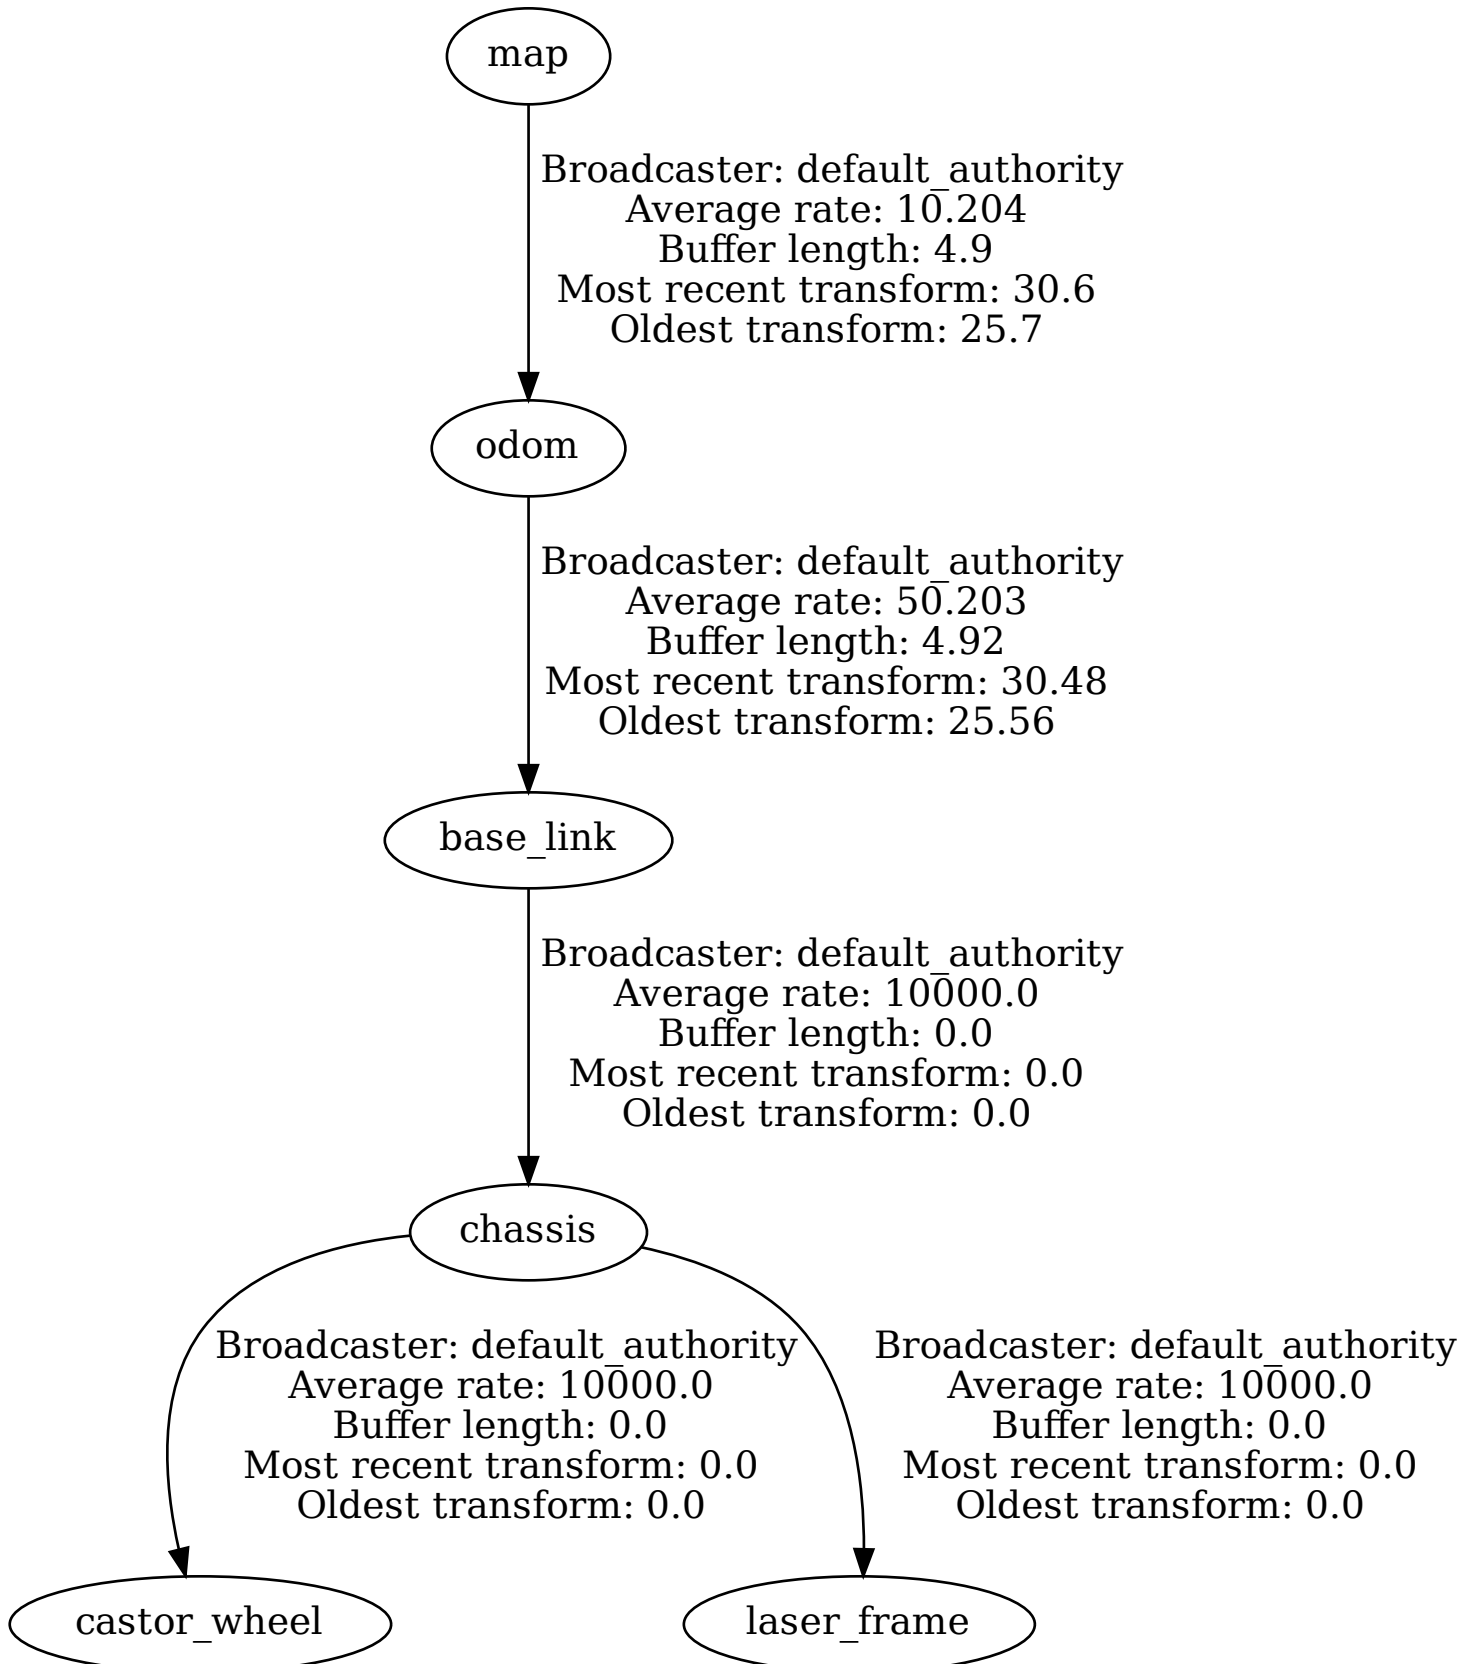 map
Broadcaster: default_authority
Average rate: 10.204
Buffer length: 4.9
Most recent transform: 30.6
Oldest transform: 25.7
odom
Broadcaster: default_authority
Average rate: 50.203
Buffer length: 4.92
Most recent transform: 30.48
Oldest transform: 25.56
base_link
Broadcaster: default_authority
Average rate: 10000.0
Buffer length: 0.0
Most recent transform: 0.0
Oldest transform: 0.0
chassis
Broadcaster: default_authority
Average rate: 10000.0
Buffer length: 0.0
Most recent transform: 0.0
Oldest transform: 0.0
Broadcaster: default_authority
Average rate: 10000.0
Buffer length: 0.0
Most recent transform: 0.0
Oldest transform: 0.0
castor_wheel
laser_frame